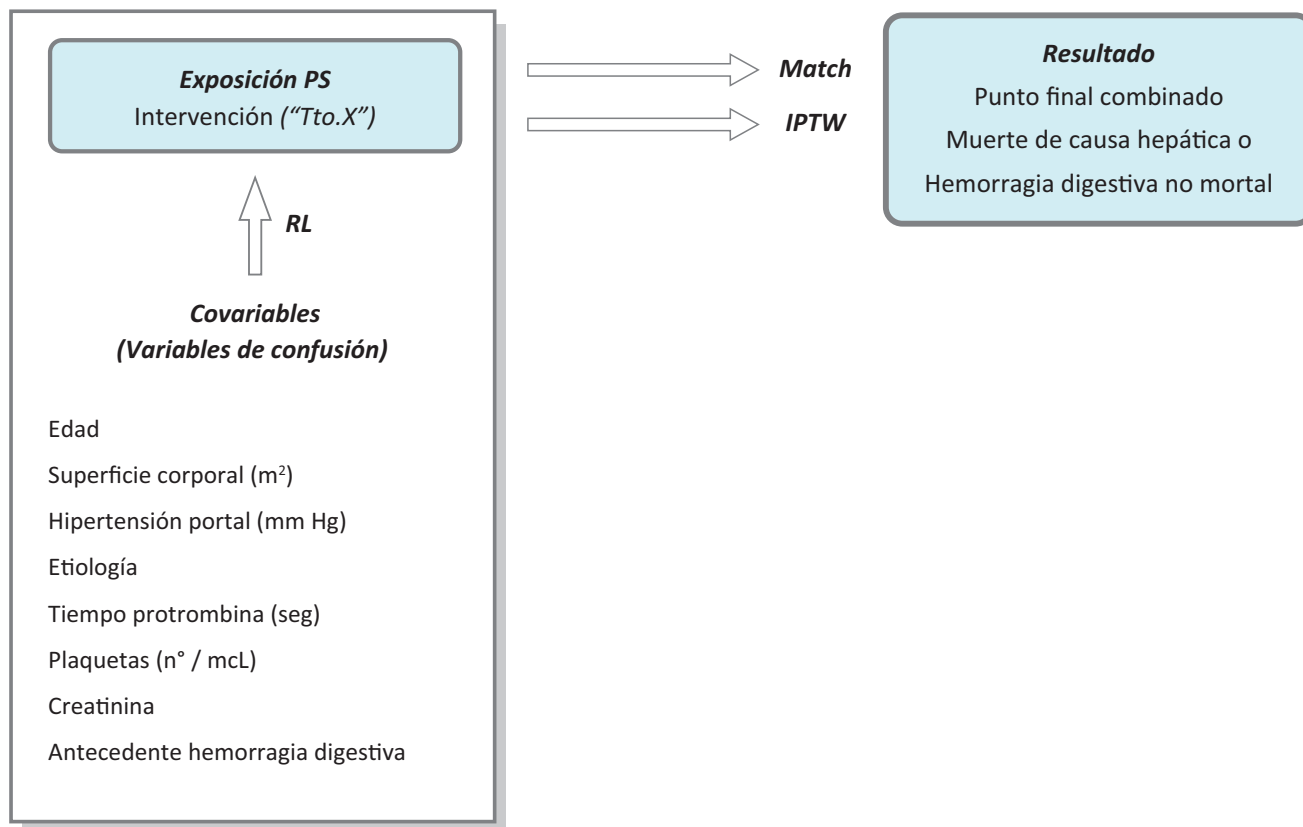 Exposición PS
Intervención (“Tto.X”)
RL
Covariables
(Variables de confusión)
Edad
Superficie corporal (m²)
Hipertensión portal (mm Hg)
Etiología
Tiempo protrombina (seg)
Plaquetas (n° / mcL)
Creatinina
Antecedente hemorragia digestiva
Match
IPTW
Resultado
Punto final combinado
Muerte de causa hepática o
Hemorragia digestiva no mortal